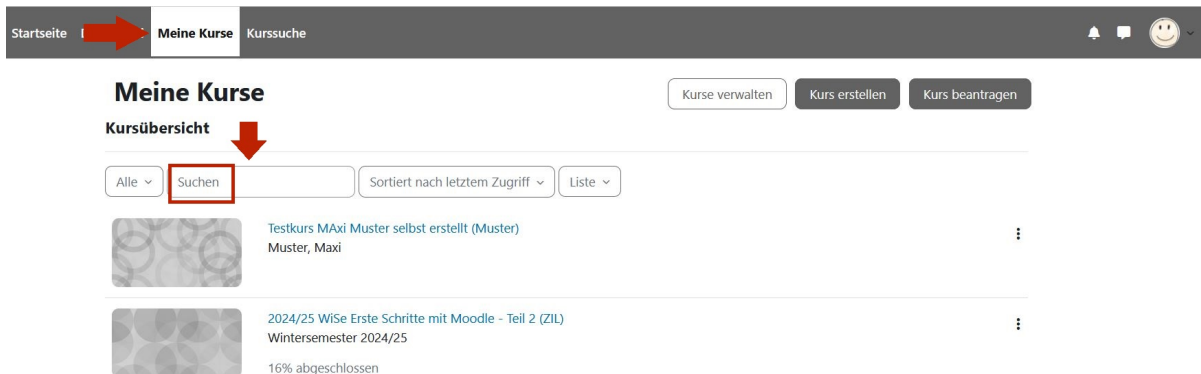 Startseite Meine Kurse Kurssuche
Meine Kurse
Kurse verwalten Kurs erstellen Kurs beantragen
Kursübersicht
Alle Suchen Sortiert nach letztem Zugriff Liste
Testkurs MAxi Muster selbst erstellt (Muster)
Muster, Maxi
2024/25 WiSe Erste Schritte mit Moodle - Teil 2 (ZIL)
Wintersemester 2024/25
16% abgeschlossen